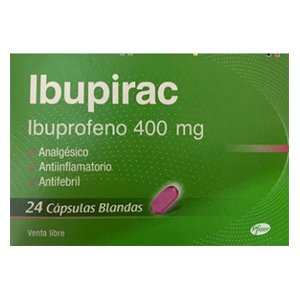 Ibupirac
Ibuprofeno 400 mg
Analgésico
Antiinflamatorio
Antifebril
24 Cápsulas Blandas
Venta libre
Pfizer